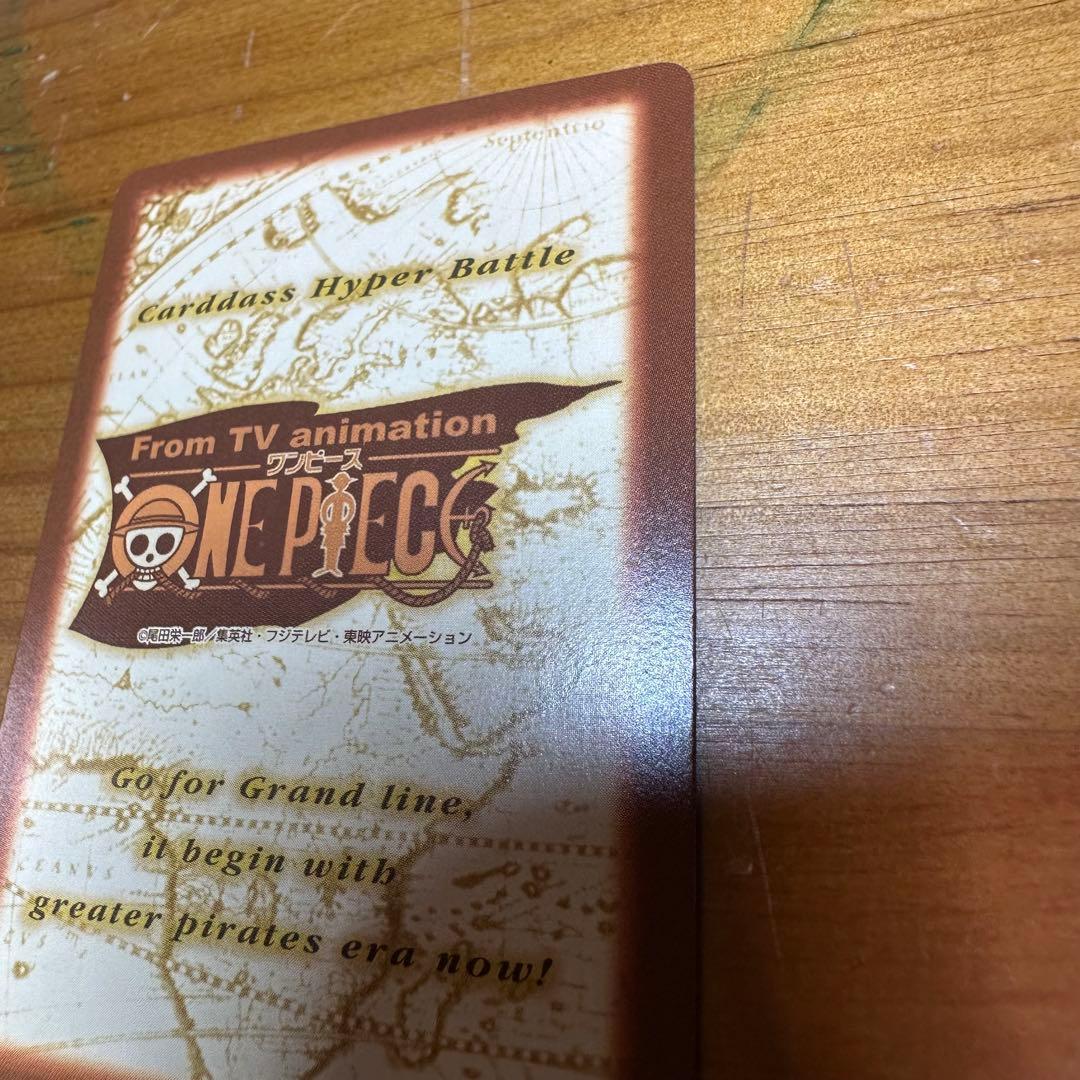 Septentrio
Carddass Hyper Battle
From TV animation
ワンピース
ONE PIECE
©尾田栄一郎／集英社・フジテレビ・東映アニメーション
Go for Grand line,
it begin with
greater pirates era now!